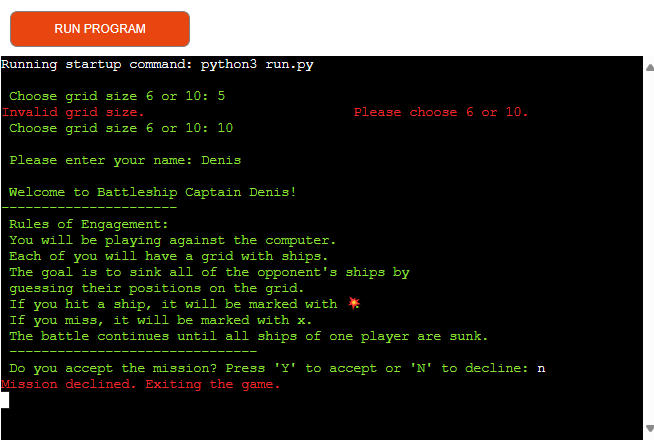 RUN PROGRAM
Running startup command: python3 run.py
Choose grid size 6 or 10: 5
Invalid grid size. Please choose 6 or 10.
Choose grid size 6 or 10: 10
Please enter your name: Denis
Welcome to Battleship Captain Denis!
----------------------
Rules of Engagement:
You will be playing against the computer.
Each of you will have a grid with ships.
The goal is to sink all of the opponent's ships by
guessing their positions on the grid.
If you hit a ship, it will be marked with 💥
If you miss, it will be marked with x.
The battle continues until all ships of one player are sunk.
-------------------------------
Do you accept the mission? Press 'Y' to accept or 'N' to decline: n
Mission declined. Exiting the game.